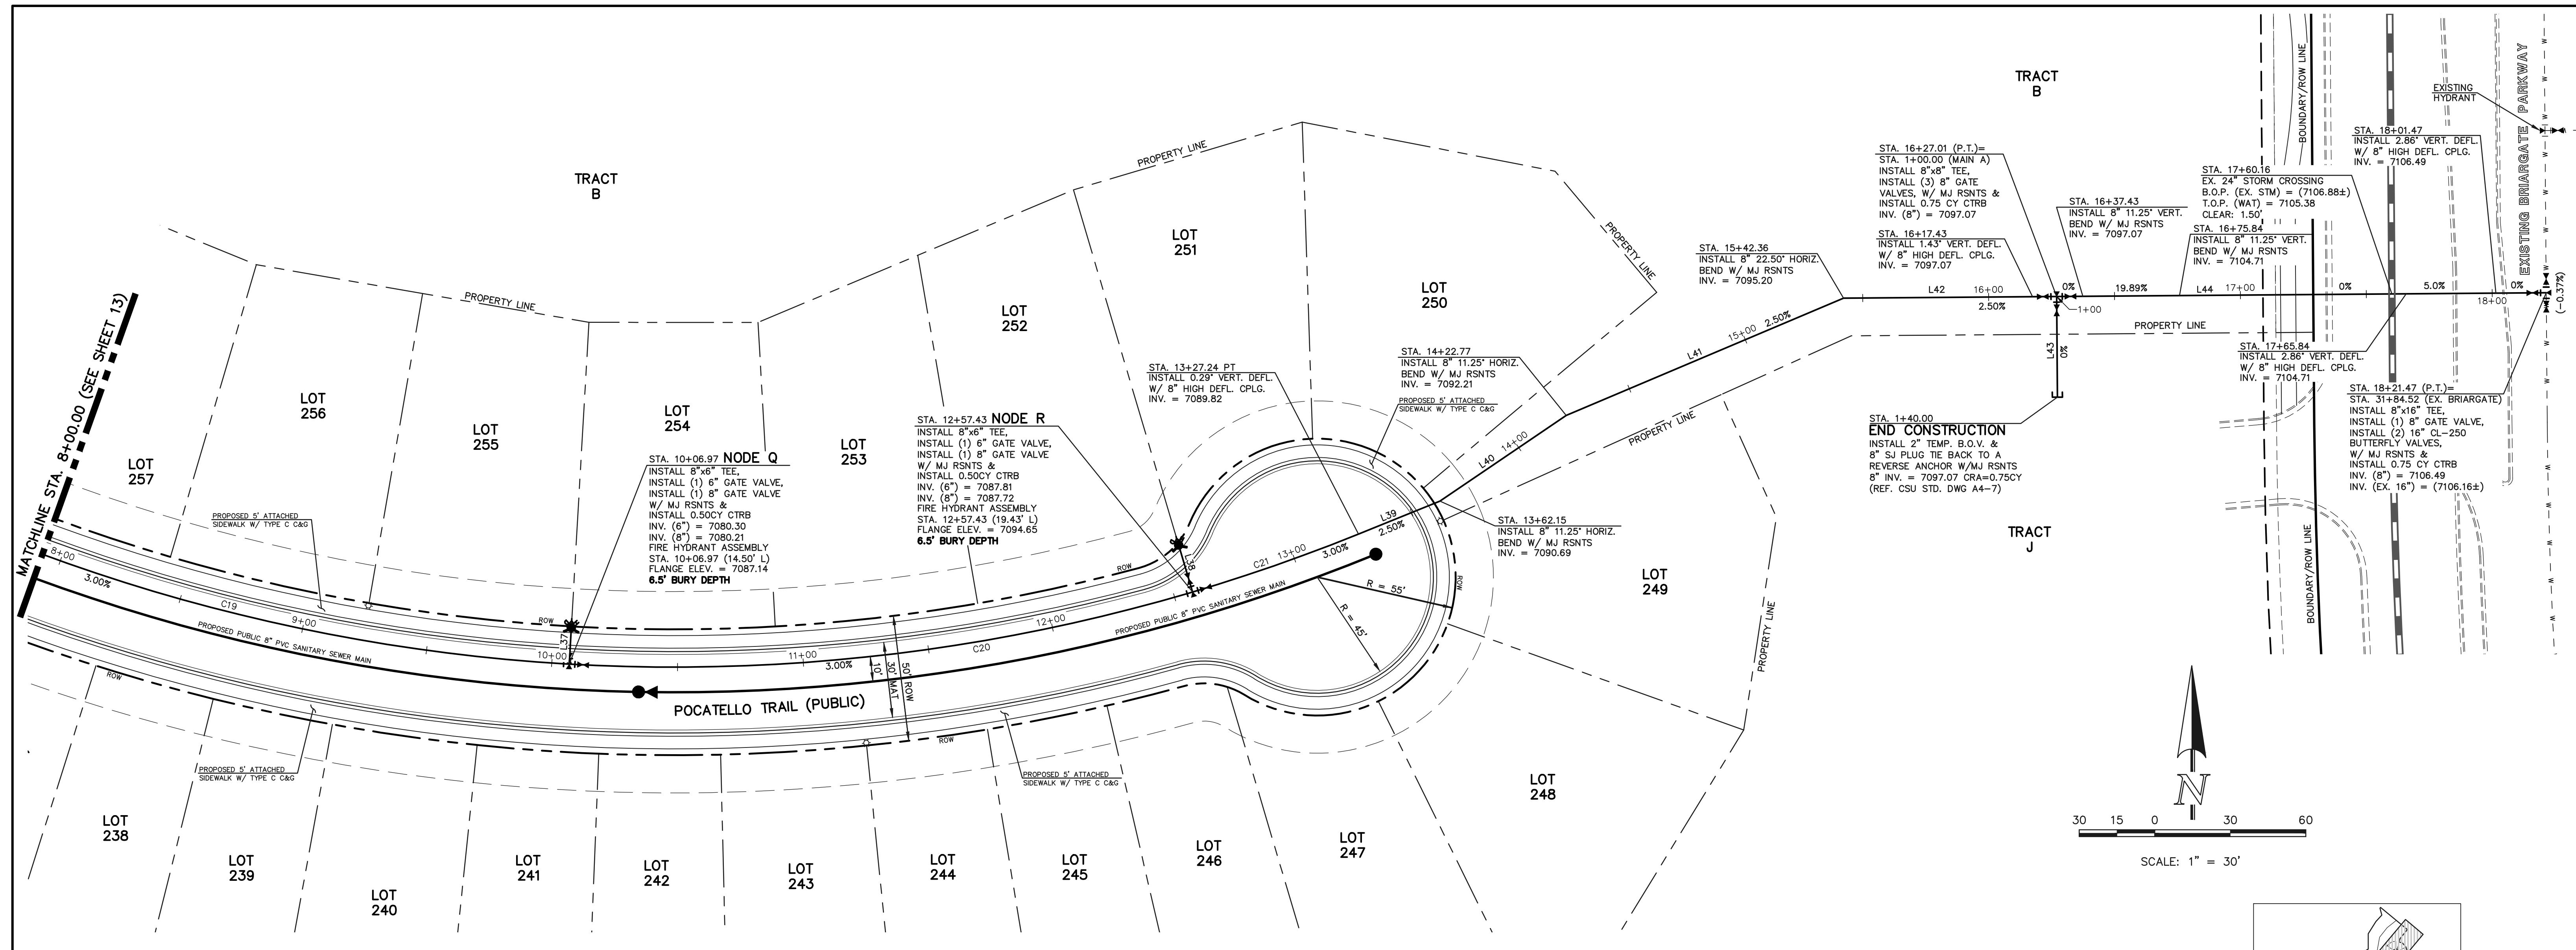 TRACT
B
TRACT
B
BOUNDARY/ROW LINE
EXISTING BRIARGATE PARKWAY
EXISTING
HYDRANT
STA. 18+01.47
INSTALL 2.86° VERT. DEFL.
W/ 8" HIGH DEFL. CPLG.
INV. = 7106.49
STA. 16+27.01 (P.T.)=
STA. 1+00.00 (MAIN A)
INSTALL 8"x8" TEE,
INSTALL (3) 8" GATE
VALVES, W/ MJ RSNTS &
INSTALL 0.75 CY CTRB
INV. (8") = 7097.07
STA. 17+60.16
EX. 24" STORM CROSSING
B.O.P. (EX. STM) = (7106.88±)
T.O.P. (WAT) = 7105.38
CLEAR: 1.50'
STA. 16+37.43
INSTALL 8" 11.25° VERT.
BEND W/ MJ RSNTS
INV. = 7097.07
STA. 16+75.84
INSTALL 8" 11.25° VERT.
BEND W/ MJ RSNTS
INV. = 7104.71
STA. 16+17.43
INSTALL 1.43° VERT. DEFL.
W/ 8" HIGH DEFL. CPLG.
INV. = 7097.07
STA. 15+42.36
INSTALL 8" 22.50° HORIZ.
BEND W/ MJ RSNTS
INV. = 7095.20
PROPERTY LINE
PROPERTY LINE
PROPERTY LINE
LOT
251
LOT
250
LOT
252
L42
16+00
2.50%
0%
19.89%
L44
17+00
0%
5.0%
0%
18+00
(-0.37%)
1+00
L43
0%
PROPERTY LINE
L41
15+00
2.50%
STA. 17+65.84
INSTALL 2.86° VERT. DEFL.
W/ 8" HIGH DEFL. CPLG.
INV. = 7104.71
STA. 18+21.47 (P.T.)=
STA. 31+84.52 (EX. BRIARGATE)
INSTALL 8"x16" TEE,
INSTALL (1) 8" GATE VALVE,
INSTALL (2) 16" CL-250
BUTTERFLY VALVES,
W/ MJ RSNTS &
INSTALL 0.75 CY CTRB
INV. (8") = 7106.49
INV. (EX. 16") = (7106.16±)
STA. 1+40.00
END CONSTRUCTION
INSTALL 2" TEMP. B.O.V. &
8" SJ PLUG TIE BACK TO A
REVERSE ANCHOR W/MJ RSNTS
8" INV. = 7097.07 CRA=0.75CY
(REF. CSU STD. DWG A4-7)
STA. 14+22.77
INSTALL 8" 11.25° HORIZ.
BEND W/ MJ RSNTS
INV. = 7092.21
PROPOSED 5' ATTACHED
SIDEWALK W/ TYPE C C&G
STA. 13+27.24 PT
INSTALL 0.29° VERT. DEFL.
W/ 8" HIGH DEFL. CPLG.
INV. = 7089.82
PROPERTY LINE
L40
14+00
STA. 12+57.43 NODE R
INSTALL 8"x6" TEE,
INSTALL (1) 6" GATE VALVE,
INSTALL (1) 8" GATE VALVE
W/ MJ RSNTS &
INSTALL 0.50CY CTRB
INV. (6") = 7087.81
INV. (8") = 7087.72
FIRE HYDRANT ASSEMBLY
STA. 12+57.43 (19.43' L)
FLANGE ELEV. = 7094.65
6.5' BURY DEPTH
STA. 10+06.97 NODE Q
INSTALL 8"x6" TEE,
INSTALL (1) 6" GATE VALVE,
INSTALL (1) 8" GATE VALVE
W/ MJ RSNTS &
INSTALL 0.50CY CTRB
INV. (6") = 7080.30
INV. (8") = 7080.21
FIRE HYDRANT ASSEMBLY
STA. 10+06.97 (14.50' L)
FLANGE ELEV. = 7087.14
6.5' BURY DEPTH
STA. 13+62.15
INSTALL 8" 11.25° HORIZ.
BEND W/ MJ RSNTS
INV. = 7090.69
MATCHLINE STA. 8+00.00 (SEE SHEET 13)
LOT
257
LOT
256
LOT
255
LOT
254
LOT
253
PROPERTY LINE
PROPOSED 5' ATTACHED
SIDEWALK W/ TYPE C C&G
8+00
3.00%
C19
9+00
ROW
L37
10+00
11+00
3.00%
10'
30' MAT
50' ROW
C20
12+00
ROW
L38
C21
13+00
3.00%
L39
2.50%
R = 55'
R = 45'
ROW
LOT
249
PROPERTY LINE
TRACT
J
BOUNDARY/ROW LINE
PROPOSED PUBLIC 8" PVC SANITARY SEWER MAIN
PROPOSED PUBLIC 8" PVC SANITARY SEWER MAIN
POCATELLO TRAIL (PUBLIC)
ROW
ROW
PROPOSED 5' ATTACHED
SIDEWALK W/ TYPE C C&G
PROPOSED 5' ATTACHED
SIDEWALK W/ TYPE C C&G
LOT
238
LOT
239
LOT
240
LOT
241
LOT
242
LOT
243
LOT
244
LOT
245
LOT
246
LOT
247
LOT
248
N
30 15 0 30 60
SCALE: 1" = 30'
W W W W W W W W W W